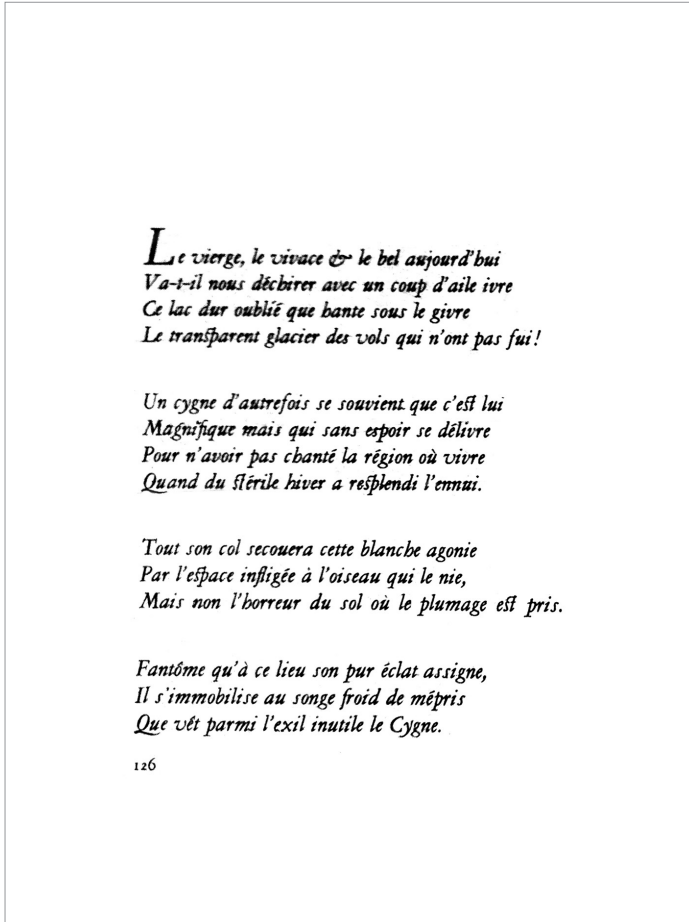 Le vierge, le vivace & le bel aujourd'hui
Va-t-il nous déchirer avec un coup d'aile ivre
Ce lac dur oublié que hante sous le givre
Le transparent glacier des vols qui n'ont pas fui!
Un cygne d'autrefois se souvient que c'est lui
Magnifique mais qui sans espoir se délivre
Pour n'avoir pas chanté la région où vivre
Quand du stérile hiver a resplendi l'ennui.
Tout son col secouera cette blanche agonie
Par l'espace infligée à l'oiseau qui le nie,
Mais non l'horreur du sol où le plumage est pris.
Fantôme qu'à ce lieu son pur éclat assigne,
Il s'immobilise au songe froid de mépris
Que vêt parmi l'exil inutile le Cygne.
126